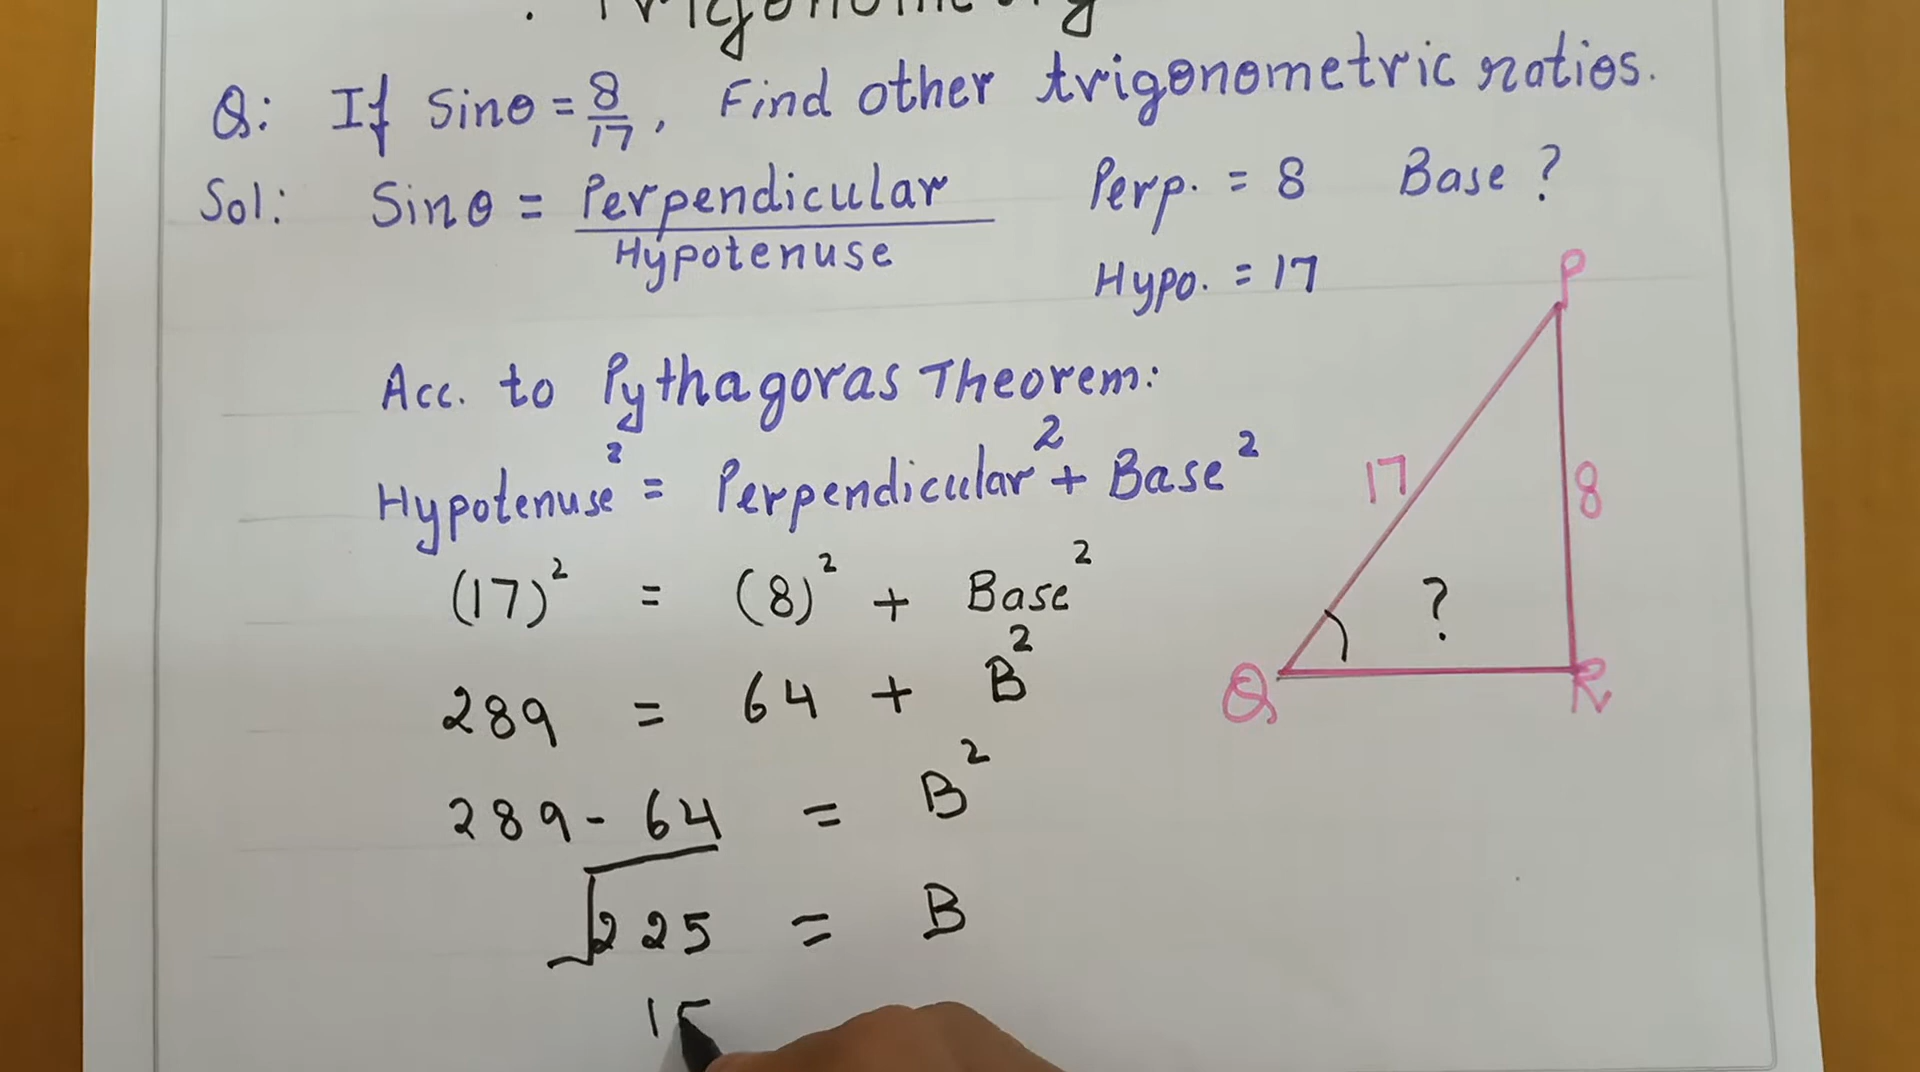 Trigonometry
Q: If Sinθ = 8/17, Find other trigonometric ratios.
Sol: Sinθ = Perpendicular/Hypotenuse Perp. = 8 Base ?
Hypo. = 17
P
Acc. to Pythagoras Theorem:
Hypotenuse² = Perpendicular² + Base²
17 8
(17)² = (8)² + Base²
?
289 = 64 + B²
Q R
289 - 64 = B²
√225 = B
15